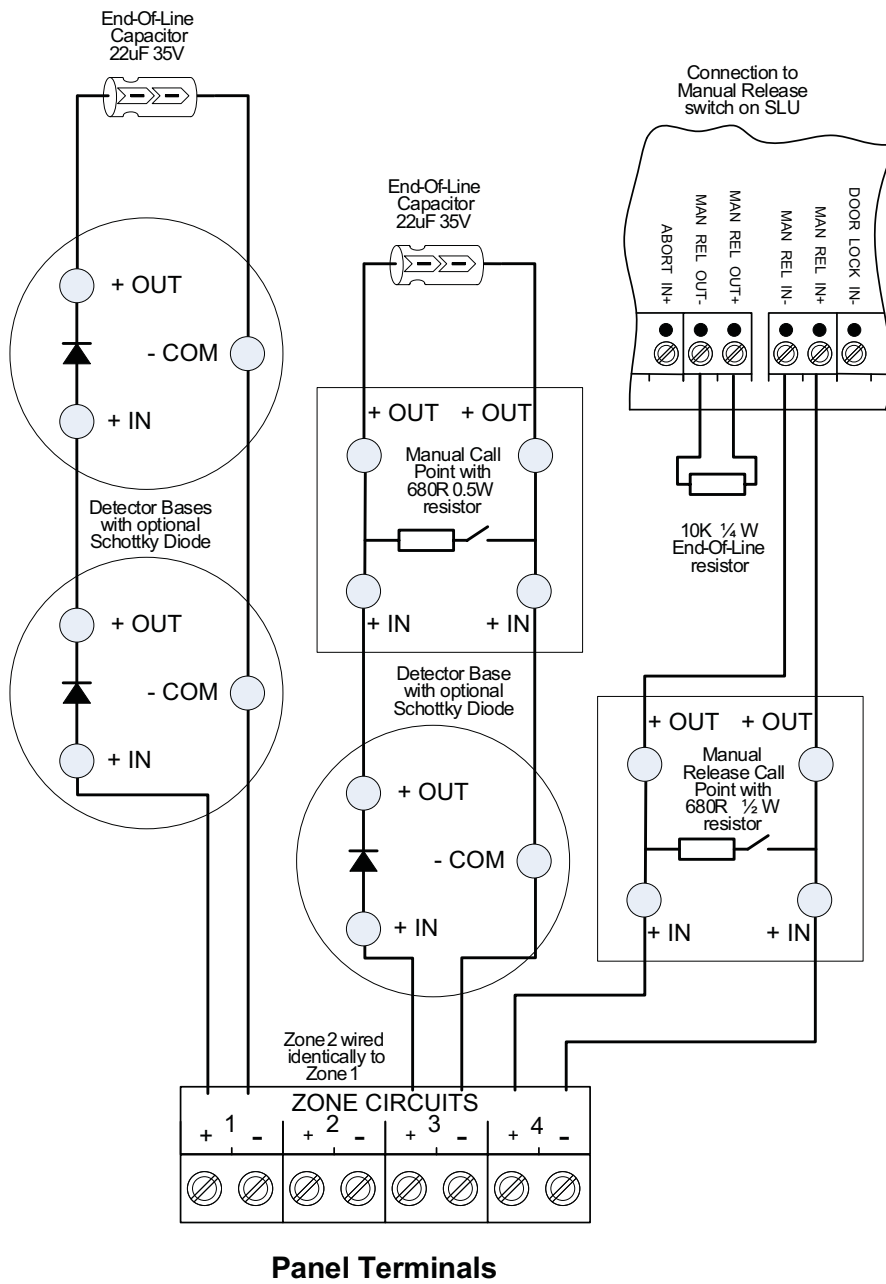 End-Of-Line
Capacitor
22uF 35V
+ OUT
- COM
+ IN
Detector Bases
with optional
Schottky Diode
+ OUT
- COM
+ IN
End-Of-Line
Capacitor
22uF 35V
+ OUT + OUT
Manual Call
Point with
680R 0.5W
resistor
+ IN + IN
Detector Base
with optional
Schottky Diode
+ OUT
- COM
+ IN
Connection to
Manual Release
switch on SLU
ABORT IN+
MAN REL OUT-
MAN REL OUT+
MAN REL IN-
MAN REL IN+
DOOR LOCK IN-
10K ¼ W
End-Of-Line
resistor
+ OUT + OUT
Manual
Release Call
Point with
680R ½ W
resistor
+ IN + IN
Zone 2 wired
identically to
Zone 1
ZONE CIRCUITS
1 2 3 4
+ - + - + - + -
Panel Terminals